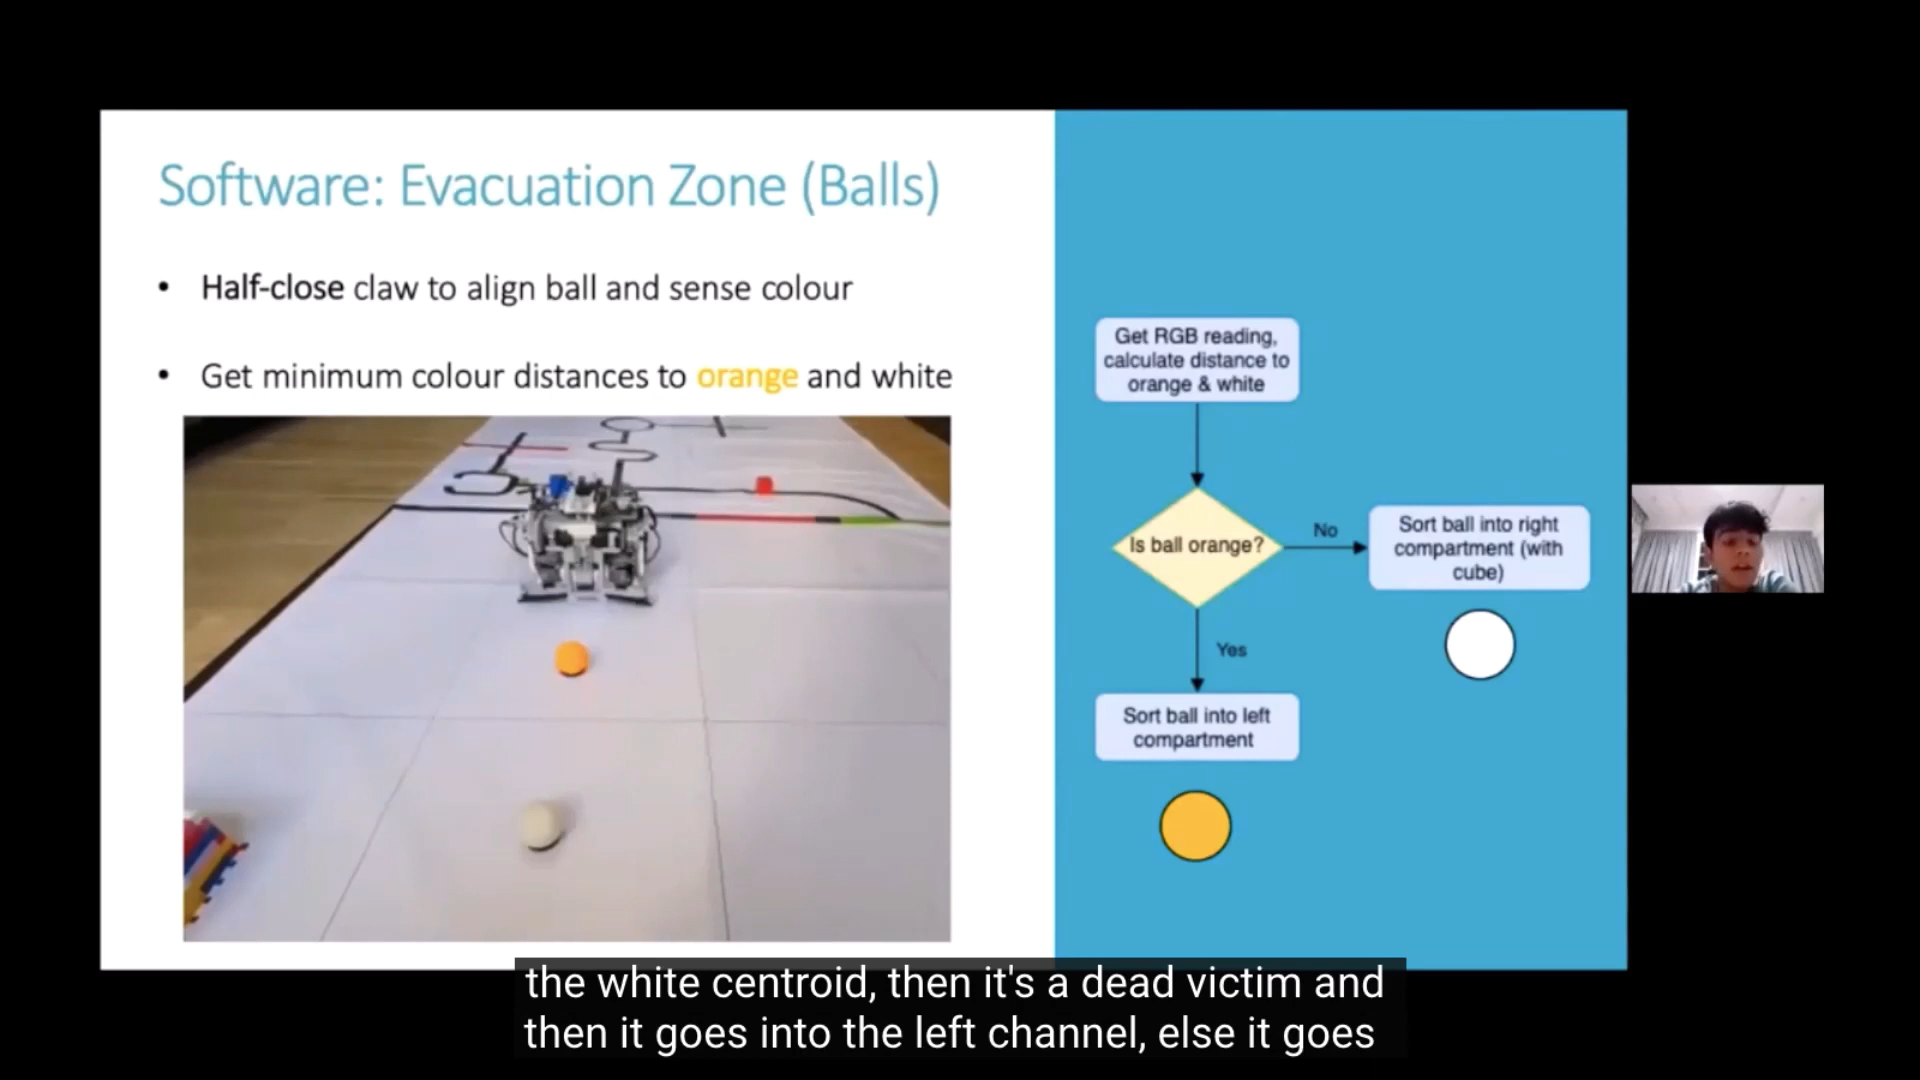 Software: Evacuation Zone (Balls)
• Half-close claw to align ball and sense colour
• Get minimum colour distances to orange and white
Get RGB reading,
calculate distance to
orange & white
Is ball orange?
No
Sort ball into right
compartment (with
cube)
Yes
Sort ball into left
compartment
the white centroid, then it's a dead victim and
then it goes into the left channel, else it goes